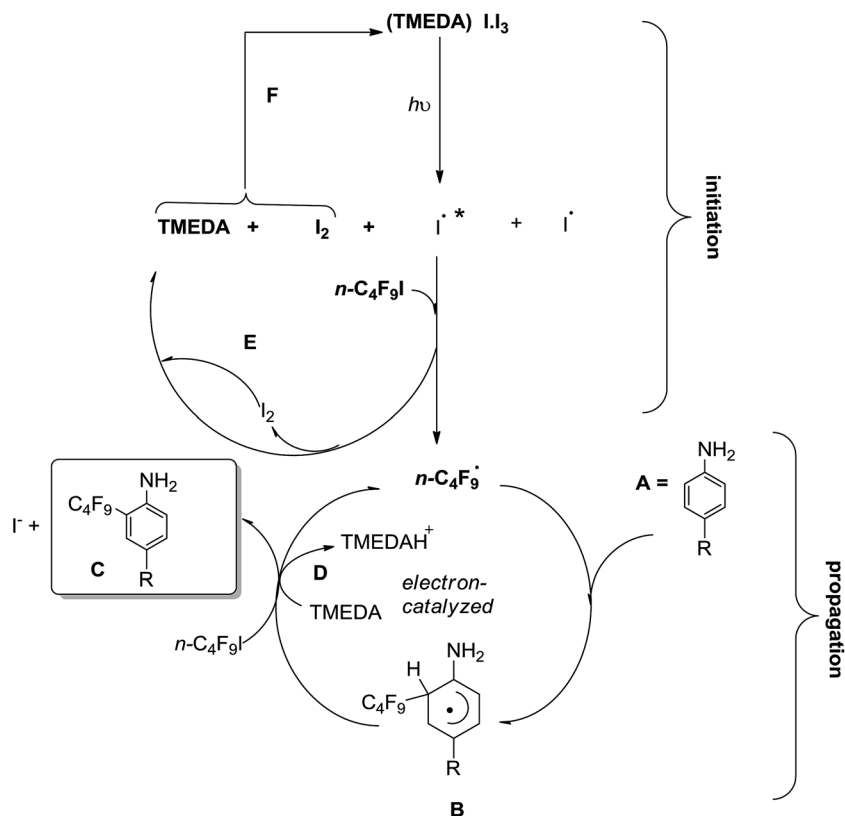 (TMEDA) I.I₃
F
hυ
TMEDA + I₂ + I• * + I•
initiation
n-C₄F₉I
E
I₂
n-C₄F₉•
A =
NH₂
R
I⁻ +
NH₂
C₄F₉
C
R
TMEDAH⁺
D
electron-
catalyzed
TMEDA
n-C₄F₉I
propagation
NH₂
H
C₄F₉
R
B